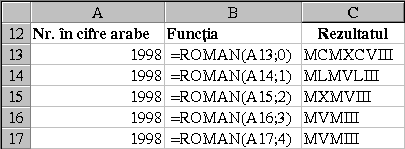 A B C
12 Nr. în cifre arabe Funcţia Rezultatul
13 1998 =ROMAN(A13;0) MCMXCVIII
14 1998 =ROMAN(A14;1) MLMVLIII
15 1998 =ROMAN(A15;2) MXMVIII
16 1998 =ROMAN(A16;3) MVMIII
17 1998 =ROMAN(A17;4) MVMIII